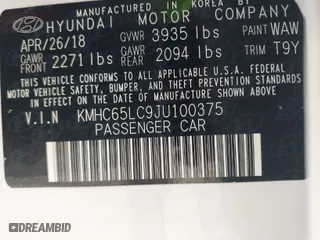 MANUFACTURED IN KOREA BY
HYUNDAI MOTOR COMPANY
APR/26/18 GVWR 3935 lbs PAINT WAW
GAWR FRONT 2271 lbs GAWR REAR 2094 lbs TRIM T9Y
THIS VEHICLE CONFORMS TO ALL APPLICABLE FEDERAL
MOTOR VEHICLE SAFETY, BUMPER, AND THEFT PREVENTION
STANDARDS IN EFFECT ON THE DATE OF MANUFACTURE SHOWN ABOVE.
V.I.N KMHC65LC9JU100375
PASSENGER CAR
DREAMBID